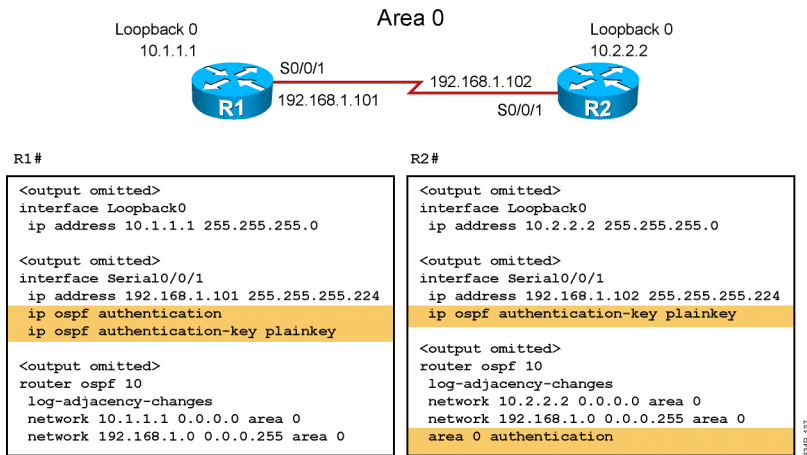 Area 0
Loopback 0
10.1.1.1
Loopback 0
10.2.2.2
S0/0/1
192.168.1.102
192.168.1.101
S0/0/1
R1
R2
R1#
<output omitted>
interface Loopback0
ip address 10.1.1.1 255.255.255.0
<output omitted>
interface Serial0/0/1
ip address 192.168.1.101 255.255.255.224
ip ospf authentication
ip ospf authentication-key plainkey
<output omitted>
router ospf 10
log-adjacency-changes
network 10.1.1.1 0.0.0.0 area 0
network 192.168.1.0 0.0.0.255 area 0
R2#
<output omitted>
interface Loopback0
ip address 10.2.2.2 255.255.255.0
<output omitted>
interface Serial0/0/1
ip address 192.168.1.102 255.255.255.224
ip ospf authentication-key plainkey
<output omitted>
router ospf 10
log-adjacency-changes
network 10.2.2.2 0.0.0.0 area 0
network 192.168.1.0 0.0.0.255 area 0
area 0 authentication